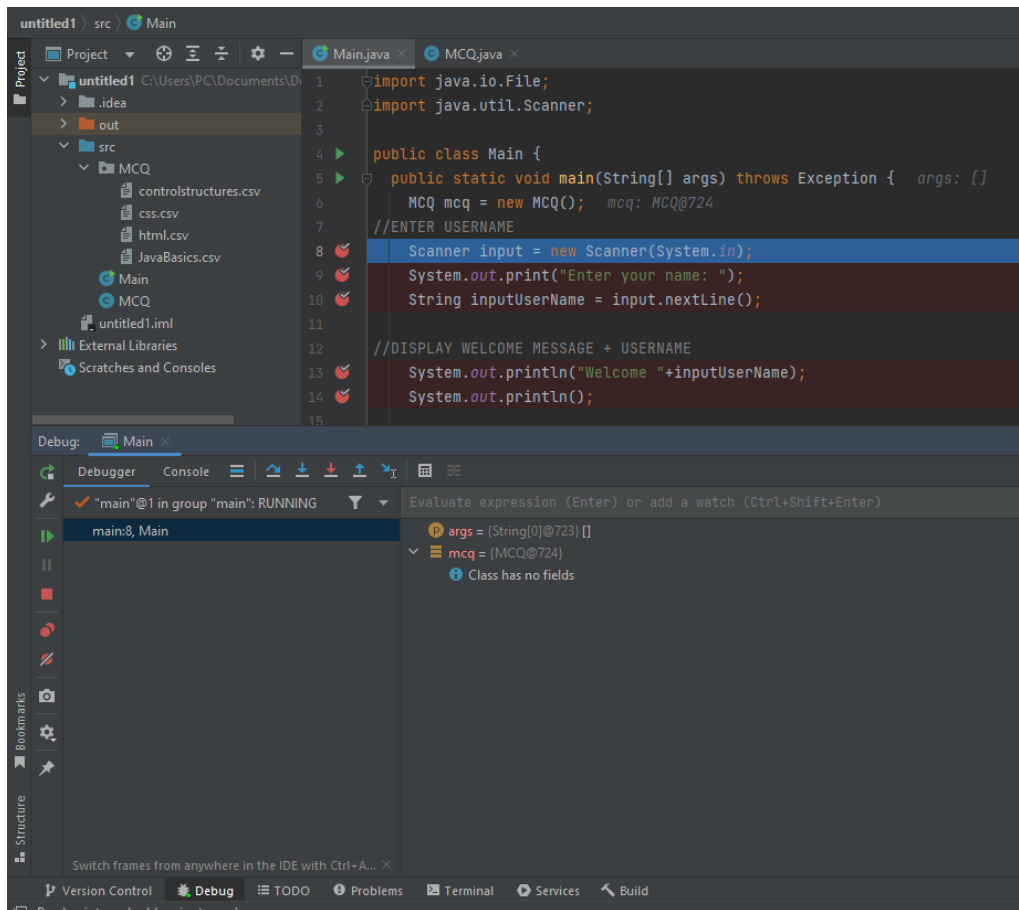 untitled1 > src > Main
Project
Project
Main.java
MCQ.java
untitled1 C:\Users\PC\Documents\D
.idea
out
src
MCQ
controlstructures.csv
css.csv
html.csv
JavaBasics.csv
Main
MCQ
untitled1.iml
External Libraries
Scratches and Consoles
1 import java.io.File;
2 import java.util.Scanner;
3
4 public class Main {
5 public static void main(String[] args) throws Exception { args: []
6 MCQ mcq = new MCQ(); mcq: MCQ@724
7 //ENTER USERNAME
8 Scanner input = new Scanner(System.in);
9 System.out.print("Enter your name: ");
10 String inputUserName = input.nextLine();
11
12 //DISPLAY WELCOME MESSAGE + USERNAME
13 System.out.println("Welcome "+inputUserName);
14 System.out.println();
15
Debug: Main
Debugger Console
"main"@1 in group "main": RUNNING
Evaluate expression (Enter) or add a watch (Ctrl+Shift+Enter)
main:8, Main
args = {String[0]@723} []
mcq = {MCQ@724}
Class has no fields
Bookmarks
Structure
Switch frames from anywhere in the IDE with Ctrl+A...
Version Control Debug TODO Problems Terminal Services Build